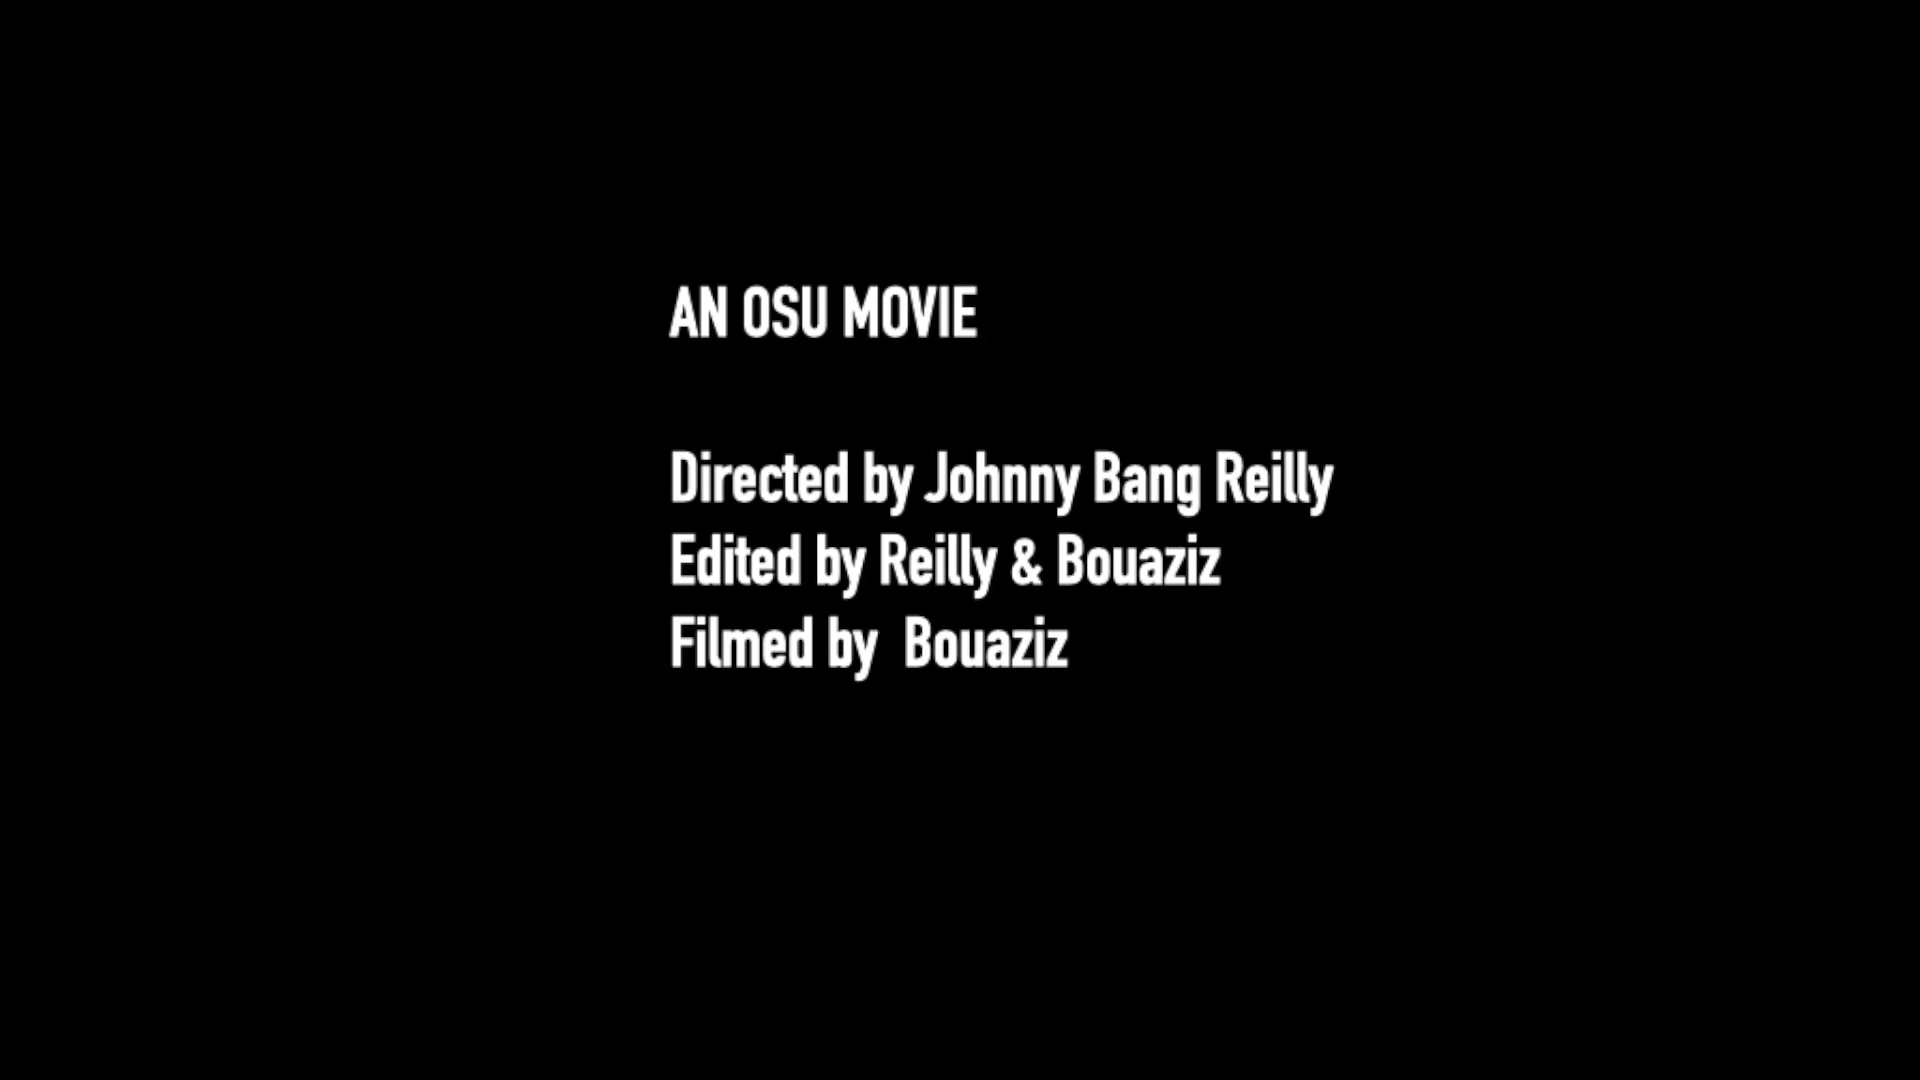 AN OSU MOVIE
Directed by Johnny Bang Reilly
Edited by Reilly & Bouaziz
Filmed by  Bouaziz